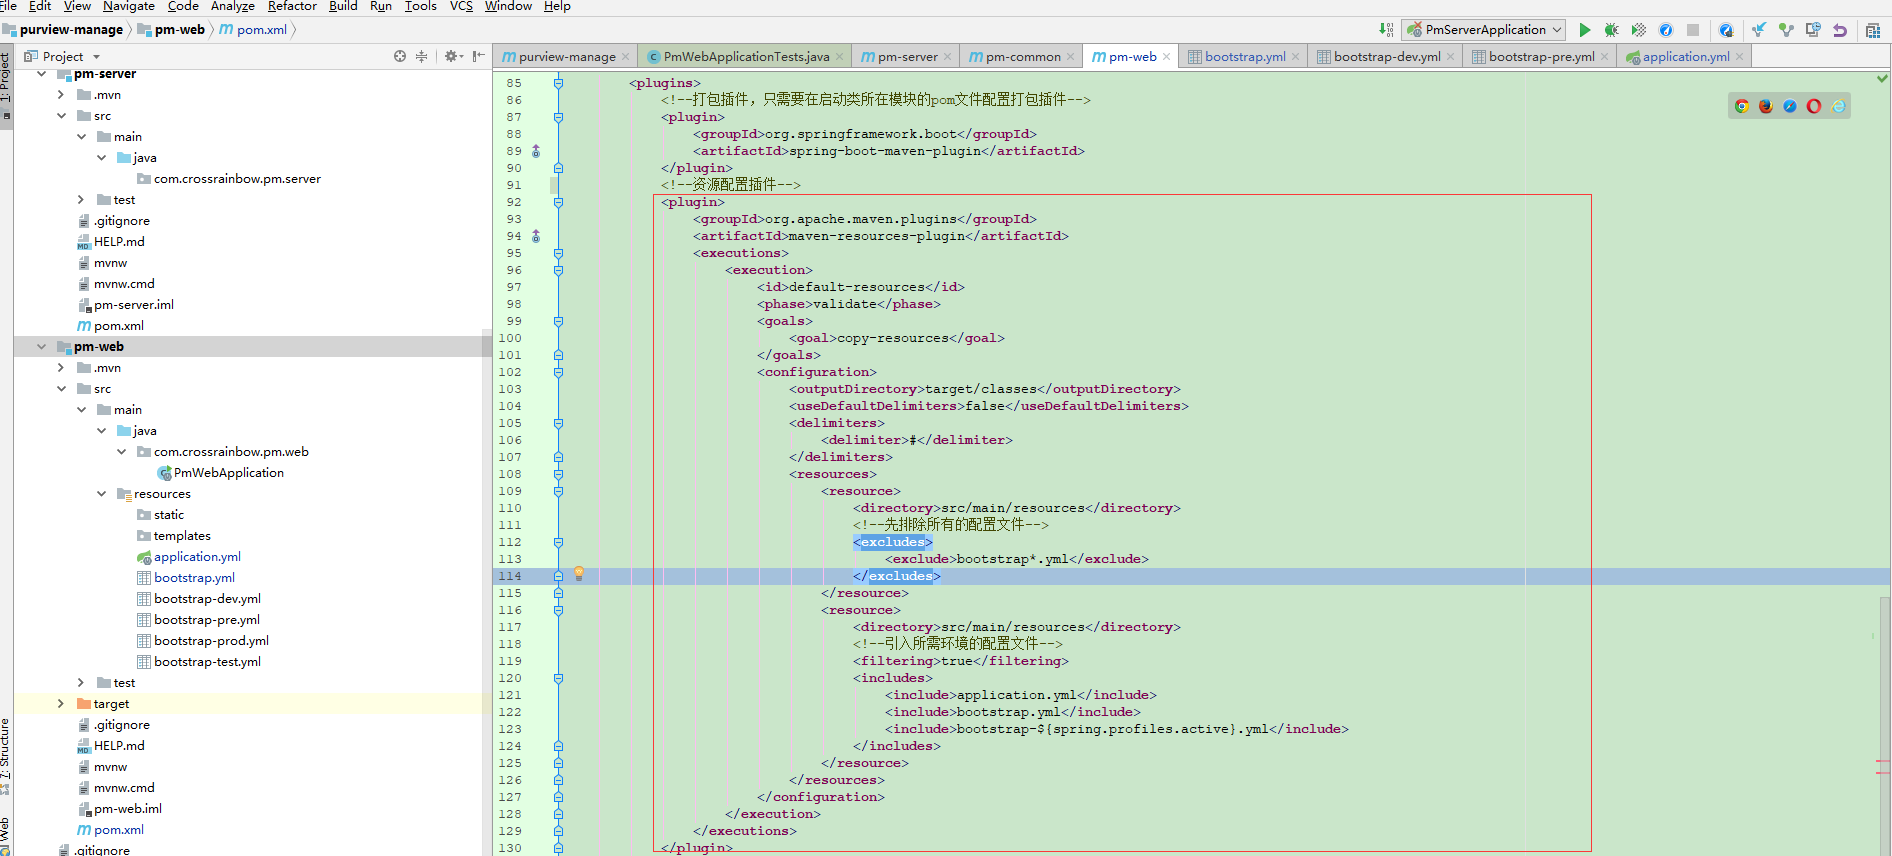 File Edit View Navigate Code Analyze Refactor Build Run Tools VCS Window Help
purview-manage pm-web pom.xml
PmServerApplication
Project
purview-manage PmWebApplicationTests.java pm-server pm-common pm-web bootstrap.yml bootstrap-dev.yml bootstrap-pre.yml application.yml
1: Project
7: Structure
Web
pm-server
.mvn
src
main
java
com.crossrainbow.pm.server
test
.gitignore
HELP.md
mvnw
mvnw.cmd
pm-server.iml
pom.xml
pm-web
.mvn
src
main
java
com.crossrainbow.pm.web
PmWebApplication
resources
static
templates
application.yml
bootstrap.yml
bootstrap-dev.yml
bootstrap-pre.yml
bootstrap-prod.yml
bootstrap-test.yml
test
target
.gitignore
HELP.md
mvnw
mvnw.cmd
pm-web.iml
pom.xml
.gitignore
85 <plugins>
86 <!--打包插件，只需要在启动类所在模块的pom文件配置打包插件-->
87 <plugin>
88 <groupId>org.springframework.boot</groupId>
89 <artifactId>spring-boot-maven-plugin</artifactId>
90 </plugin>
91 <!--资源配置插件-->
92 <plugin>
93 <groupId>org.apache.maven.plugins</groupId>
94 <artifactId>maven-resources-plugin</artifactId>
95 <executions>
96 <execution>
97 <id>default-resources</id>
98 <phase>validate</phase>
99 <goals>
100 <goal>copy-resources</goal>
101 </goals>
102 <configuration>
103 <outputDirectory>target/classes</outputDirectory>
104 <useDefaultDelimiters>false</useDefaultDelimiters>
105 <delimiters>
106 <delimiter>#</delimiter>
107 </delimiters>
108 <resources>
109 <resource>
110 <directory>src/main/resources</directory>
111 <!--先排除所有的配置文件-->
112 <excludes>
113 <exclude>bootstrap*.yml</exclude>
114 </excludes>
115 </resource>
116 <resource>
117 <directory>src/main/resources</directory>
118 <!--引入所需环境的配置文件-->
119 <filtering>true</filtering>
120 <includes>
121 <include>application.yml</include>
122 <include>bootstrap.yml</include>
123 <include>bootstrap-${spring.profiles.active}.yml</include>
124 </includes>
125 </resource>
126 </resources>
127 </configuration>
128 </execution>
129 </executions>
130 </plugin>